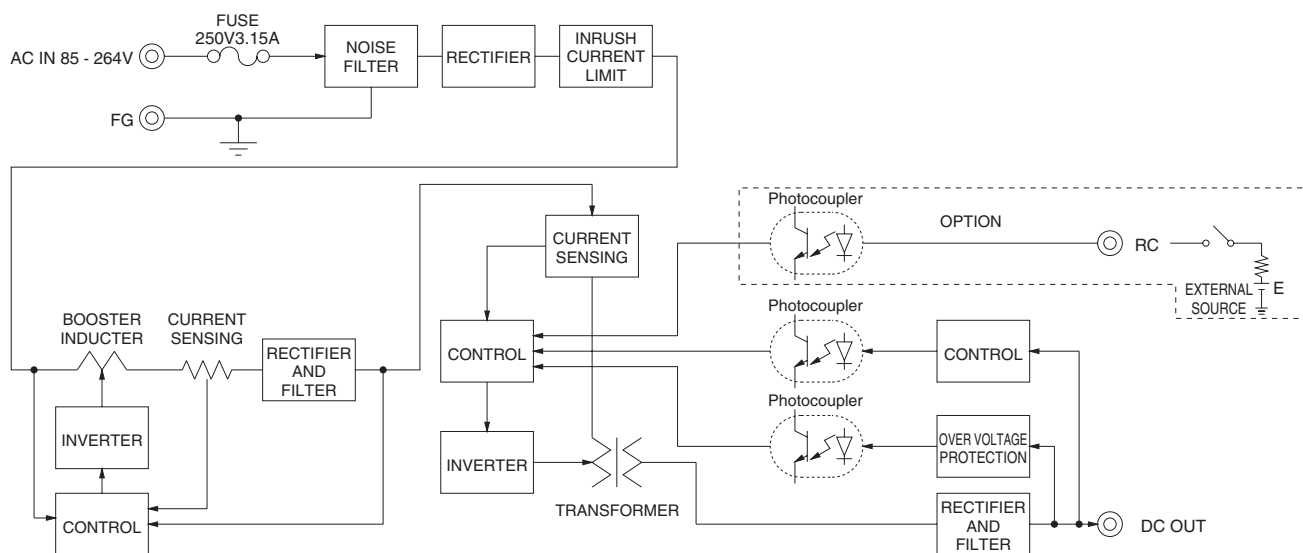 FUSE
250V3.15A
AC IN 85 - 264V
NOISE
FILTER
RECTIFIER
INRUSH
CURRENT
LIMIT
FG
Photocoupler
OPTION
RC
CURRENT
SENSING
E
EXTERNAL
SOURCE
BOOSTER
INDUCTER
CURRENT
SENSING
RECTIFIER
AND
FILTER
CONTROL
Photocoupler
CONTROL
INVERTER
INVERTER
Photocoupler
OVER VOLTAGE
PROTECTION
TRANSFORMER
CONTROL
RECTIFIER
AND
FILTER
DC OUT